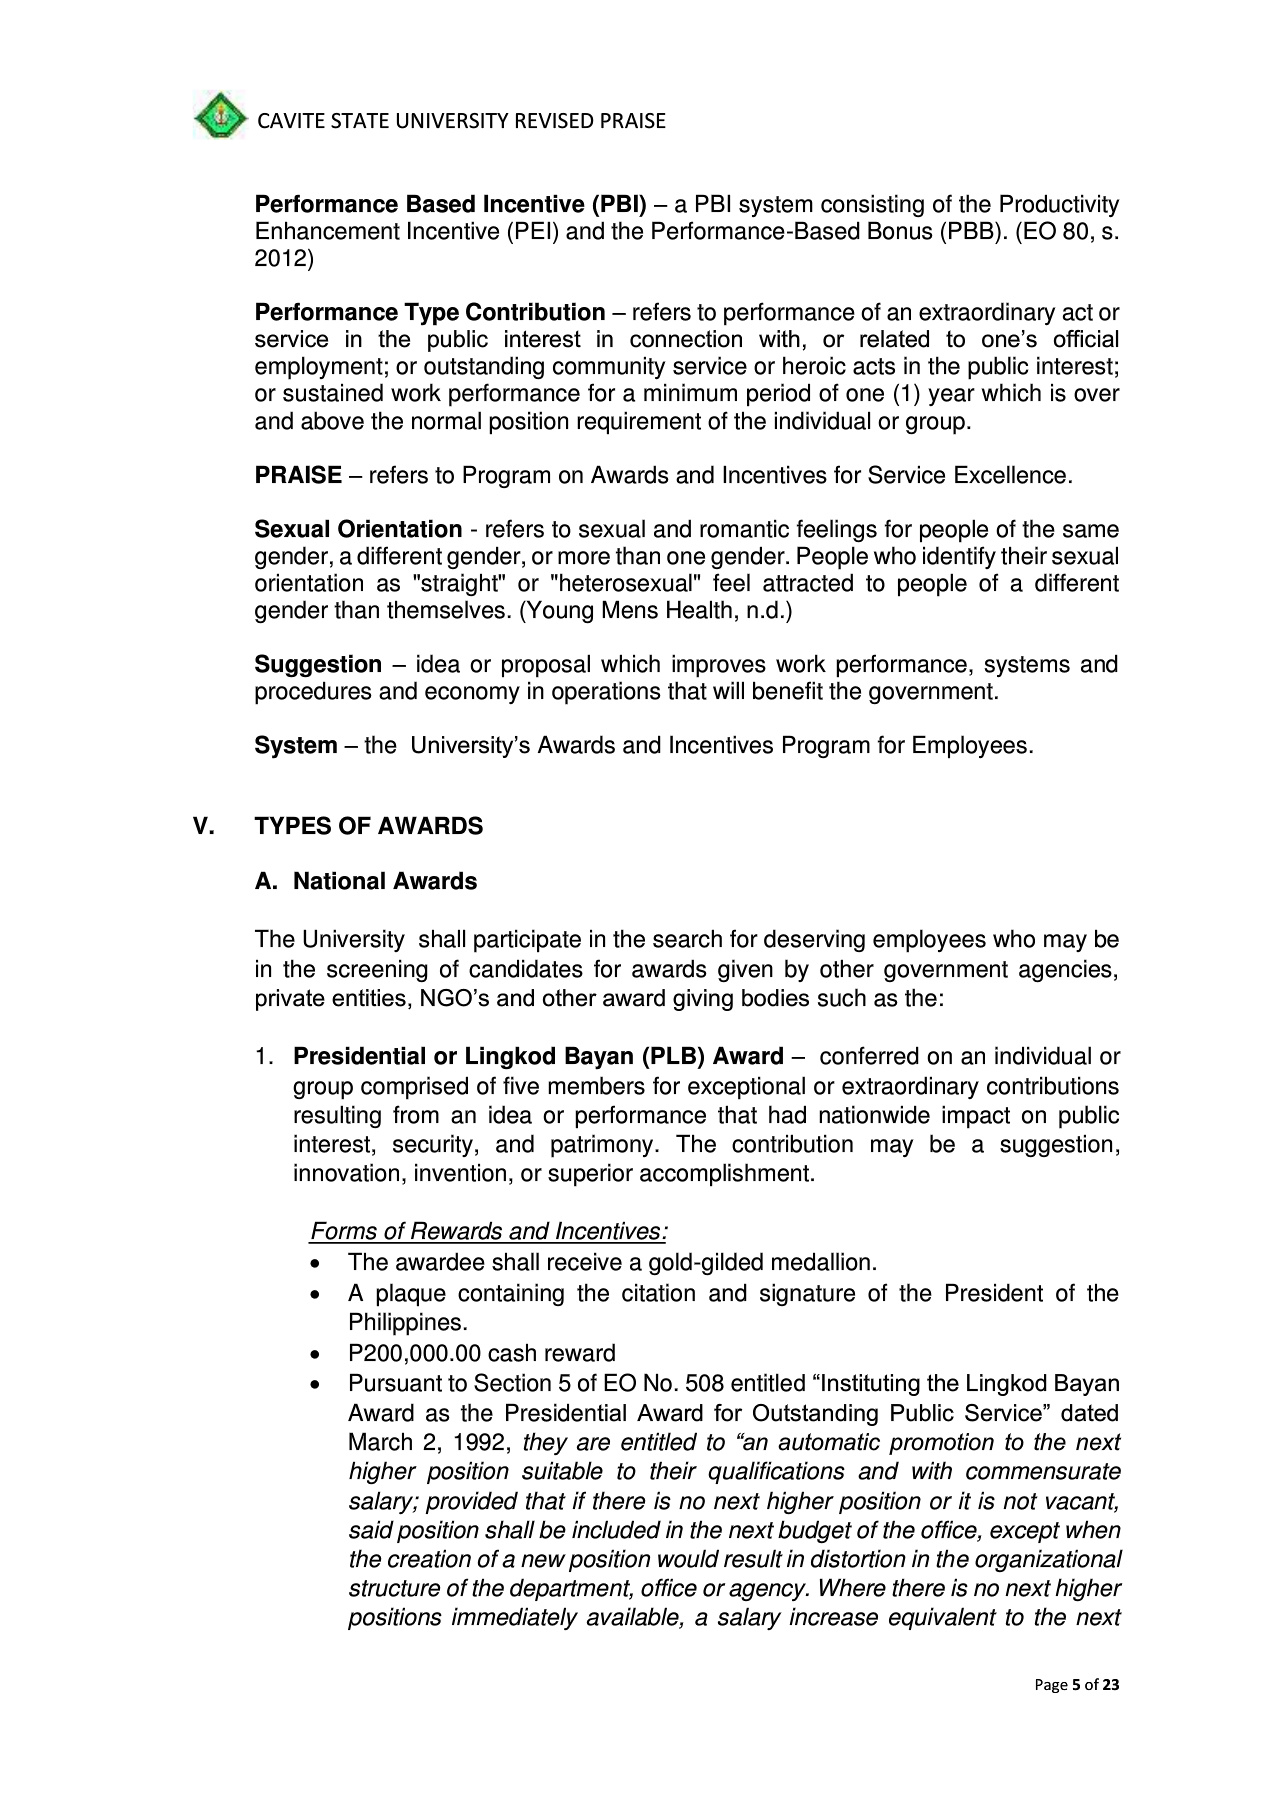 CAVITE STATE UNIVERSITY REVISED PRAISE
Performance Based Incentive (PBI) – a PBI system consisting of the Productivity
Enhancement Incentive (PEI) and the Performance-Based Bonus (PBB). (EO 80, s.
2012)
Performance Type Contribution – refers to performance of an extraordinary act or
service in the public interest in connection with, or related to one’s official
employment; or outstanding community service or heroic acts in the public interest;
or sustained work performance for a minimum period of one (1) year which is over
and above the normal position requirement of the individual or group.
PRAISE – refers to Program on Awards and Incentives for Service Excellence.
Sexual Orientation - refers to sexual and romantic feelings for people of the same
gender, a different gender, or more than one gender. People who identify their sexual
orientation as "straight" or "heterosexual" feel attracted to people of a different
gender than themselves. (Young Mens Health, n.d.)
Suggestion – idea or proposal which improves work performance, systems and
procedures and economy in operations that will benefit the government.
System – the University’s Awards and Incentives Program for Employees.
V. TYPES OF AWARDS
A. National Awards
The University shall participate in the search for deserving employees who may be
in the screening of candidates for awards given by other government agencies,
private entities, NGO’s and other award giving bodies such as the:
1. Presidential or Lingkod Bayan (PLB) Award – conferred on an individual or
group comprised of five members for exceptional or extraordinary contributions
resulting from an idea or performance that had nationwide impact on public
interest, security, and patrimony. The contribution may be a suggestion,
innovation, invention, or superior accomplishment.
Forms of Rewards and Incentives:
• The awardee shall receive a gold-gilded medallion.
• A plaque containing the citation and signature of the President of the
Philippines.
• P200,000.00 cash reward
• Pursuant to Section 5 of EO No. 508 entitled “Instituting the Lingkod Bayan
Award as the Presidential Award for Outstanding Public Service” dated
March 2, 1992, they are entitled to “an automatic promotion to the next
higher position suitable to their qualifications and with commensurate
salary; provided that if there is no next higher position or it is not vacant,
said position shall be included in the next budget of the office, except when
the creation of a new position would result in distortion in the organizational
structure of the department, office or agency. Where there is no next higher
positions immediately available, a salary increase equivalent to the next
Page 5 of 23